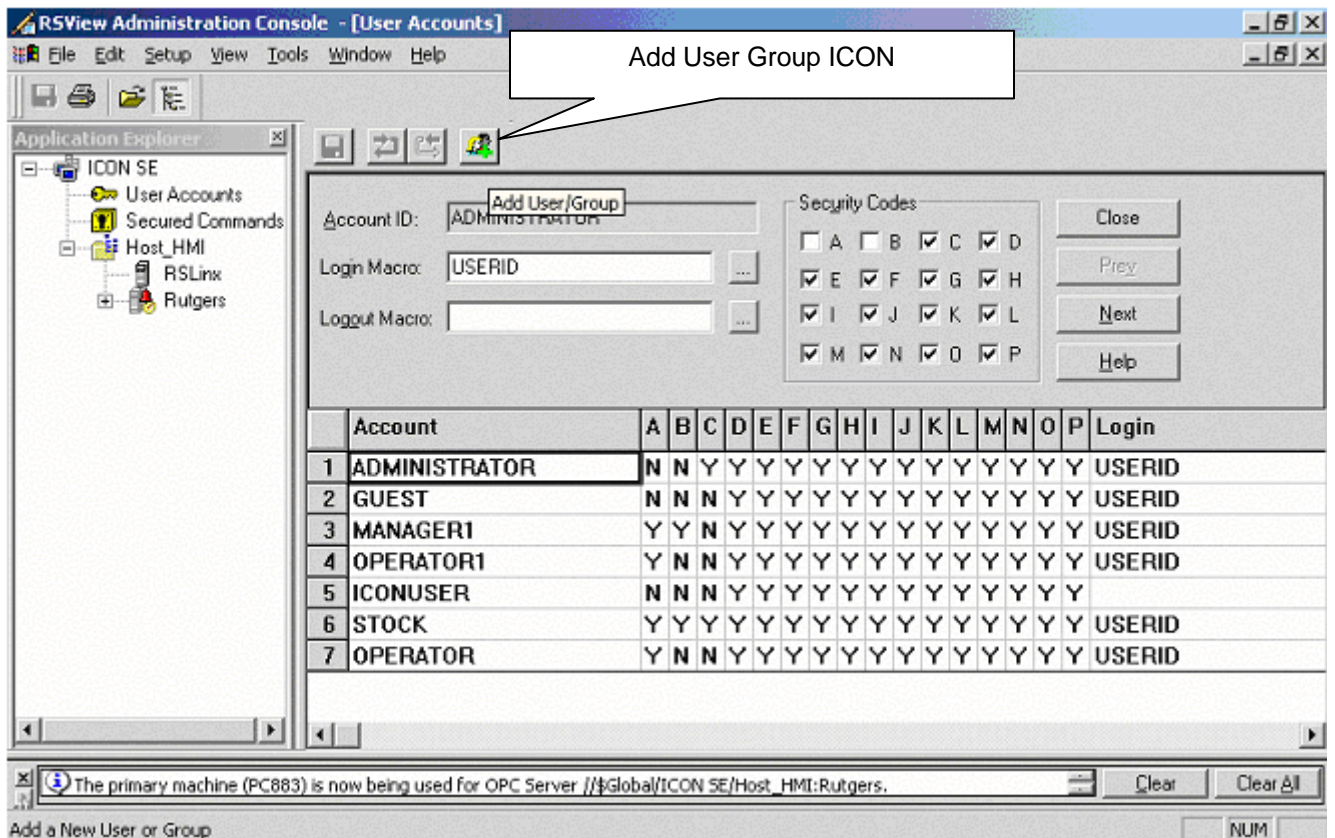 RSView Administration Console - [User Accounts]
File Edit Setup View Tools Window Help
Add User Group ICON
Application Explorer
ICON SE
User Accounts
Secured Commands
Host_HMI
RSLinx
Rutgers
Add User/Group
Account ID: ADMINISTRATOR
Login Macro: USERID ...
Logout Macro: ...
Security Codes
A B C D
E F G H
I J K L
M N O P
Close
Prev
Next
Help
Account A B C D E F G H I J K L M N O P Login
1 ADMINISTRATOR N N Y Y Y Y Y Y Y Y Y Y Y Y Y Y USERID
2 GUEST N N N Y Y Y Y Y Y Y Y Y Y Y Y Y USERID
3 MANAGER1 Y Y N Y Y Y Y Y Y Y Y Y Y Y Y Y USERID
4 OPERATOR1 Y N N Y Y Y Y Y Y Y Y Y Y Y Y Y USERID
5 ICONUSER N N N Y Y Y Y Y Y Y Y Y Y Y Y Y
6 STOCK Y Y Y Y Y Y Y Y Y Y Y Y Y Y Y Y USERID
7 OPERATOR Y N N Y Y Y Y Y Y Y Y Y Y Y Y Y USERID
The primary machine (PC883) is now being used for OPC Server //$Global/ICON SE/Host_HMI:Rutgers.
Clear Clear All
Add a New User or Group NUM